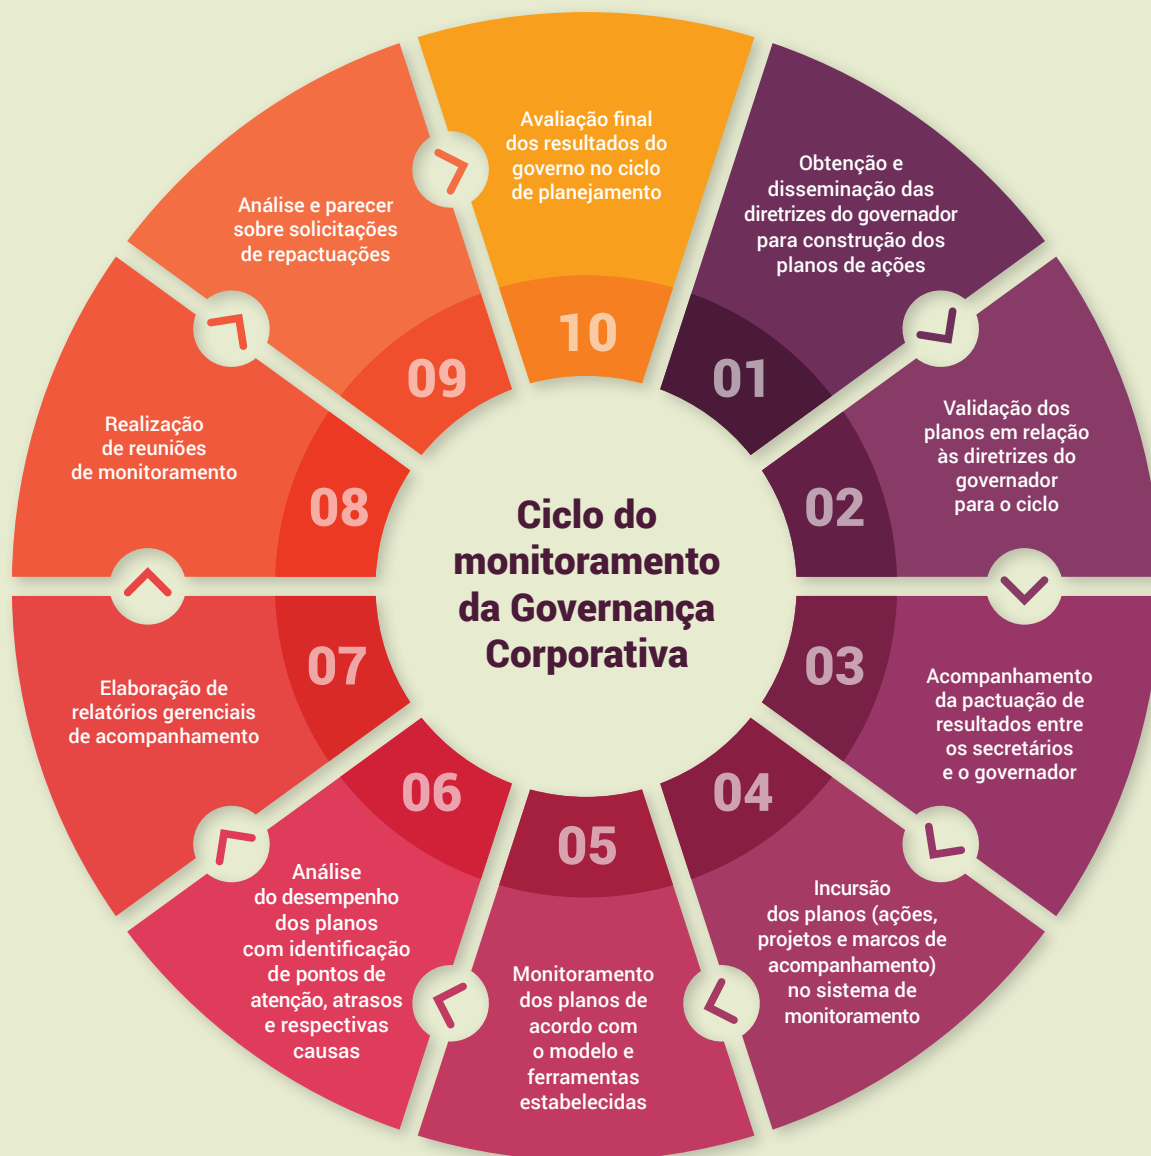 Ciclo do
monitoramento
da Governança
Corporativa
01
Obtenção e
disseminação das
diretrizes do governador
para construção dos
planos de ações
02
Validação dos
planos em relação
às diretrizes do
governador
para o ciclo
03
Acompanhamento
da pactuação de
resultados entre
os secretários
e o governador
04
Incursão
dos planos (ações,
projetos e marcos de
acompanhamento)
no sistema de
monitoramento
05
Monitoramento
dos planos de
acordo com
o modelo e
ferramentas
estabelecidas
06
Análise
do desempenho
dos planos
com identificação
de pontos de
atenção, atrasos
e respectivas
causas
07
Elaboração de
relatórios gerenciais
de acompanhamento
08
Realização
de reuniões
de monitoramento
09
Análise e parecer
sobre solicitações
de repactuações
10
Avaliação final
dos resultados do
governo no ciclo
de planejamento